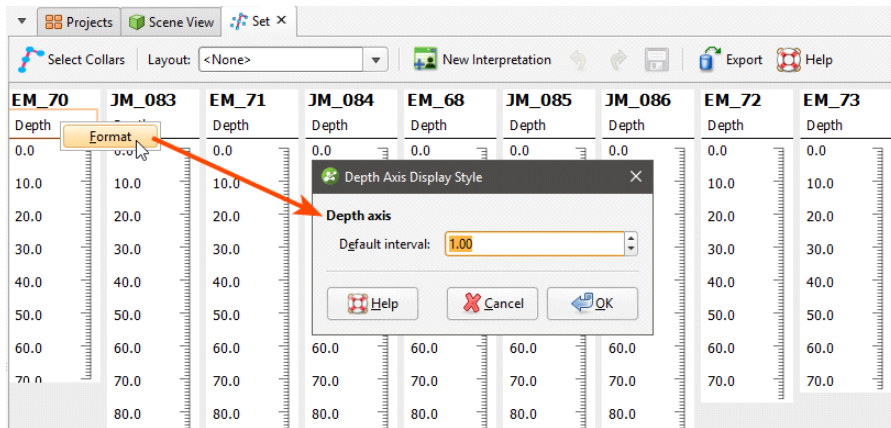 Projects Scene View Set
Select Collars Layout: <None> New Interpretation Export Help
EM_70 JM_083 EM_71 JM_084 EM_68 JM_085 JM_086 EM_72 EM_73
Depth Depth Depth Depth Depth Depth Depth Depth
Format
0.0 0.0 0.0 0.0 0.0 0.0 0.0 0.0 0.0
Depth Axis Display Style
10.0 10.0 10.0 10.0 10.0
20.0 20.0 20.0 20.0 20.0
Depth axis
30.0 30.0 30.0 30.0 30.0
Default interval: 1.00
40.0 40.0 40.0 40.0 40.0
50.0 50.0 50.0 50.0 50.0
Help Cancel OK
60.0 60.0 60.0 60.0 60.0 60.0 60.0 60.0 60.0
70.0 70.0 70.0 70.0 70.0 70.0 70.0 70.0 70.0
80.0 80.0 80.0 80.0 80.0 80.0